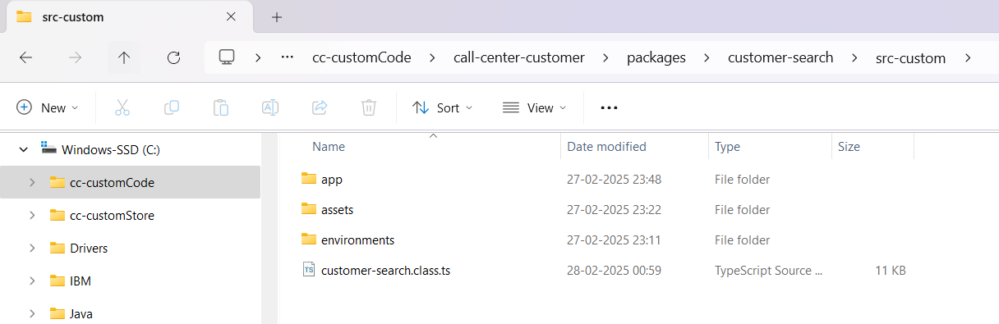 src-custom
cc-customCode > call-center-customer > packages > customer-search > src-custom >
New Sort View
Windows-SSD (C:)
cc-customCode
cc-customStore
Drivers
IBM
Java
Name Date modified Type Size
app 27-02-2025 23:48 File folder
assets 27-02-2025 23:22 File folder
environments 27-02-2025 23:11 File folder
TS customer-search.class.ts 28-02-2025 00:59 TypeScript Source ... 11 KB